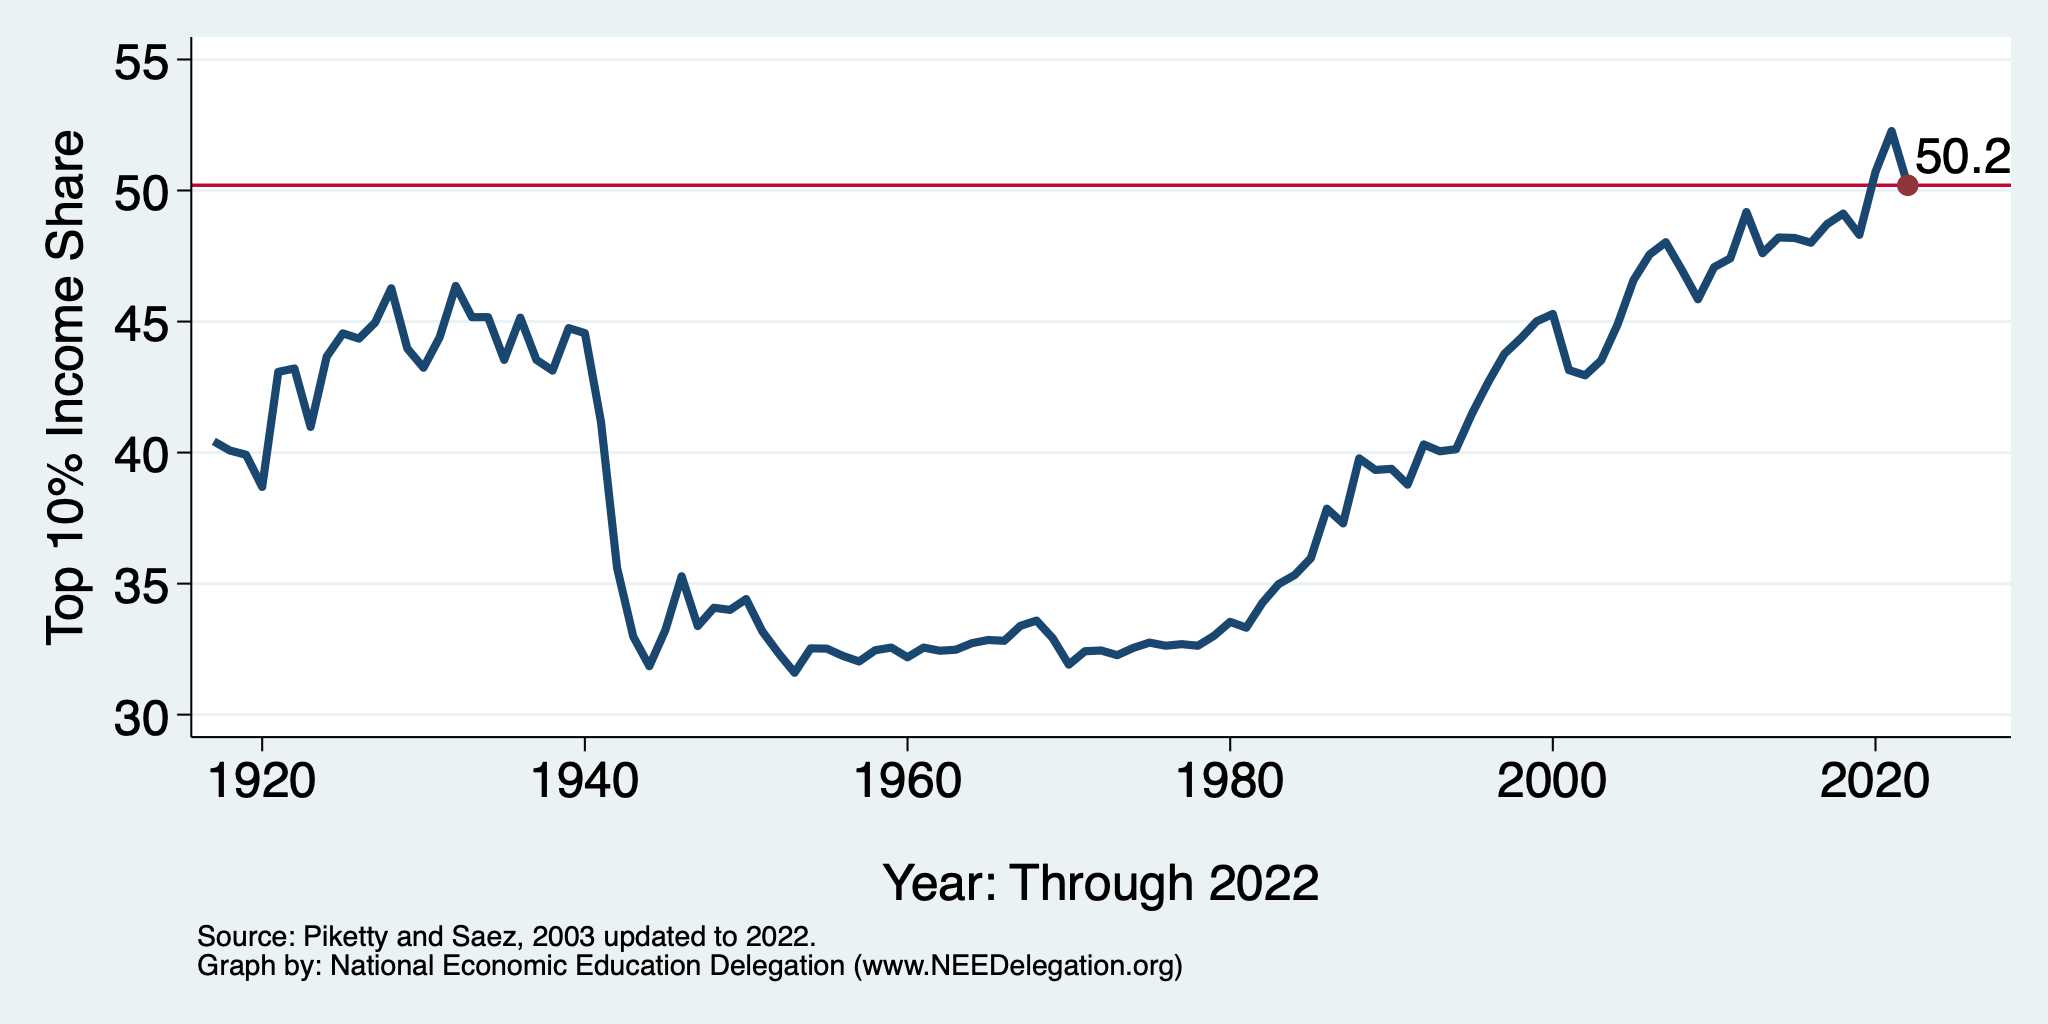 55
50.2
50
45
40
35
30
Top 10% Income Share
1920 1940 1960 1980 2000 2020
Year: Through 2022
Source: Piketty and Saez, 2003 updated to 2022.
Graph by: National Economic Education Delegation (www.NEEDelegation.org)